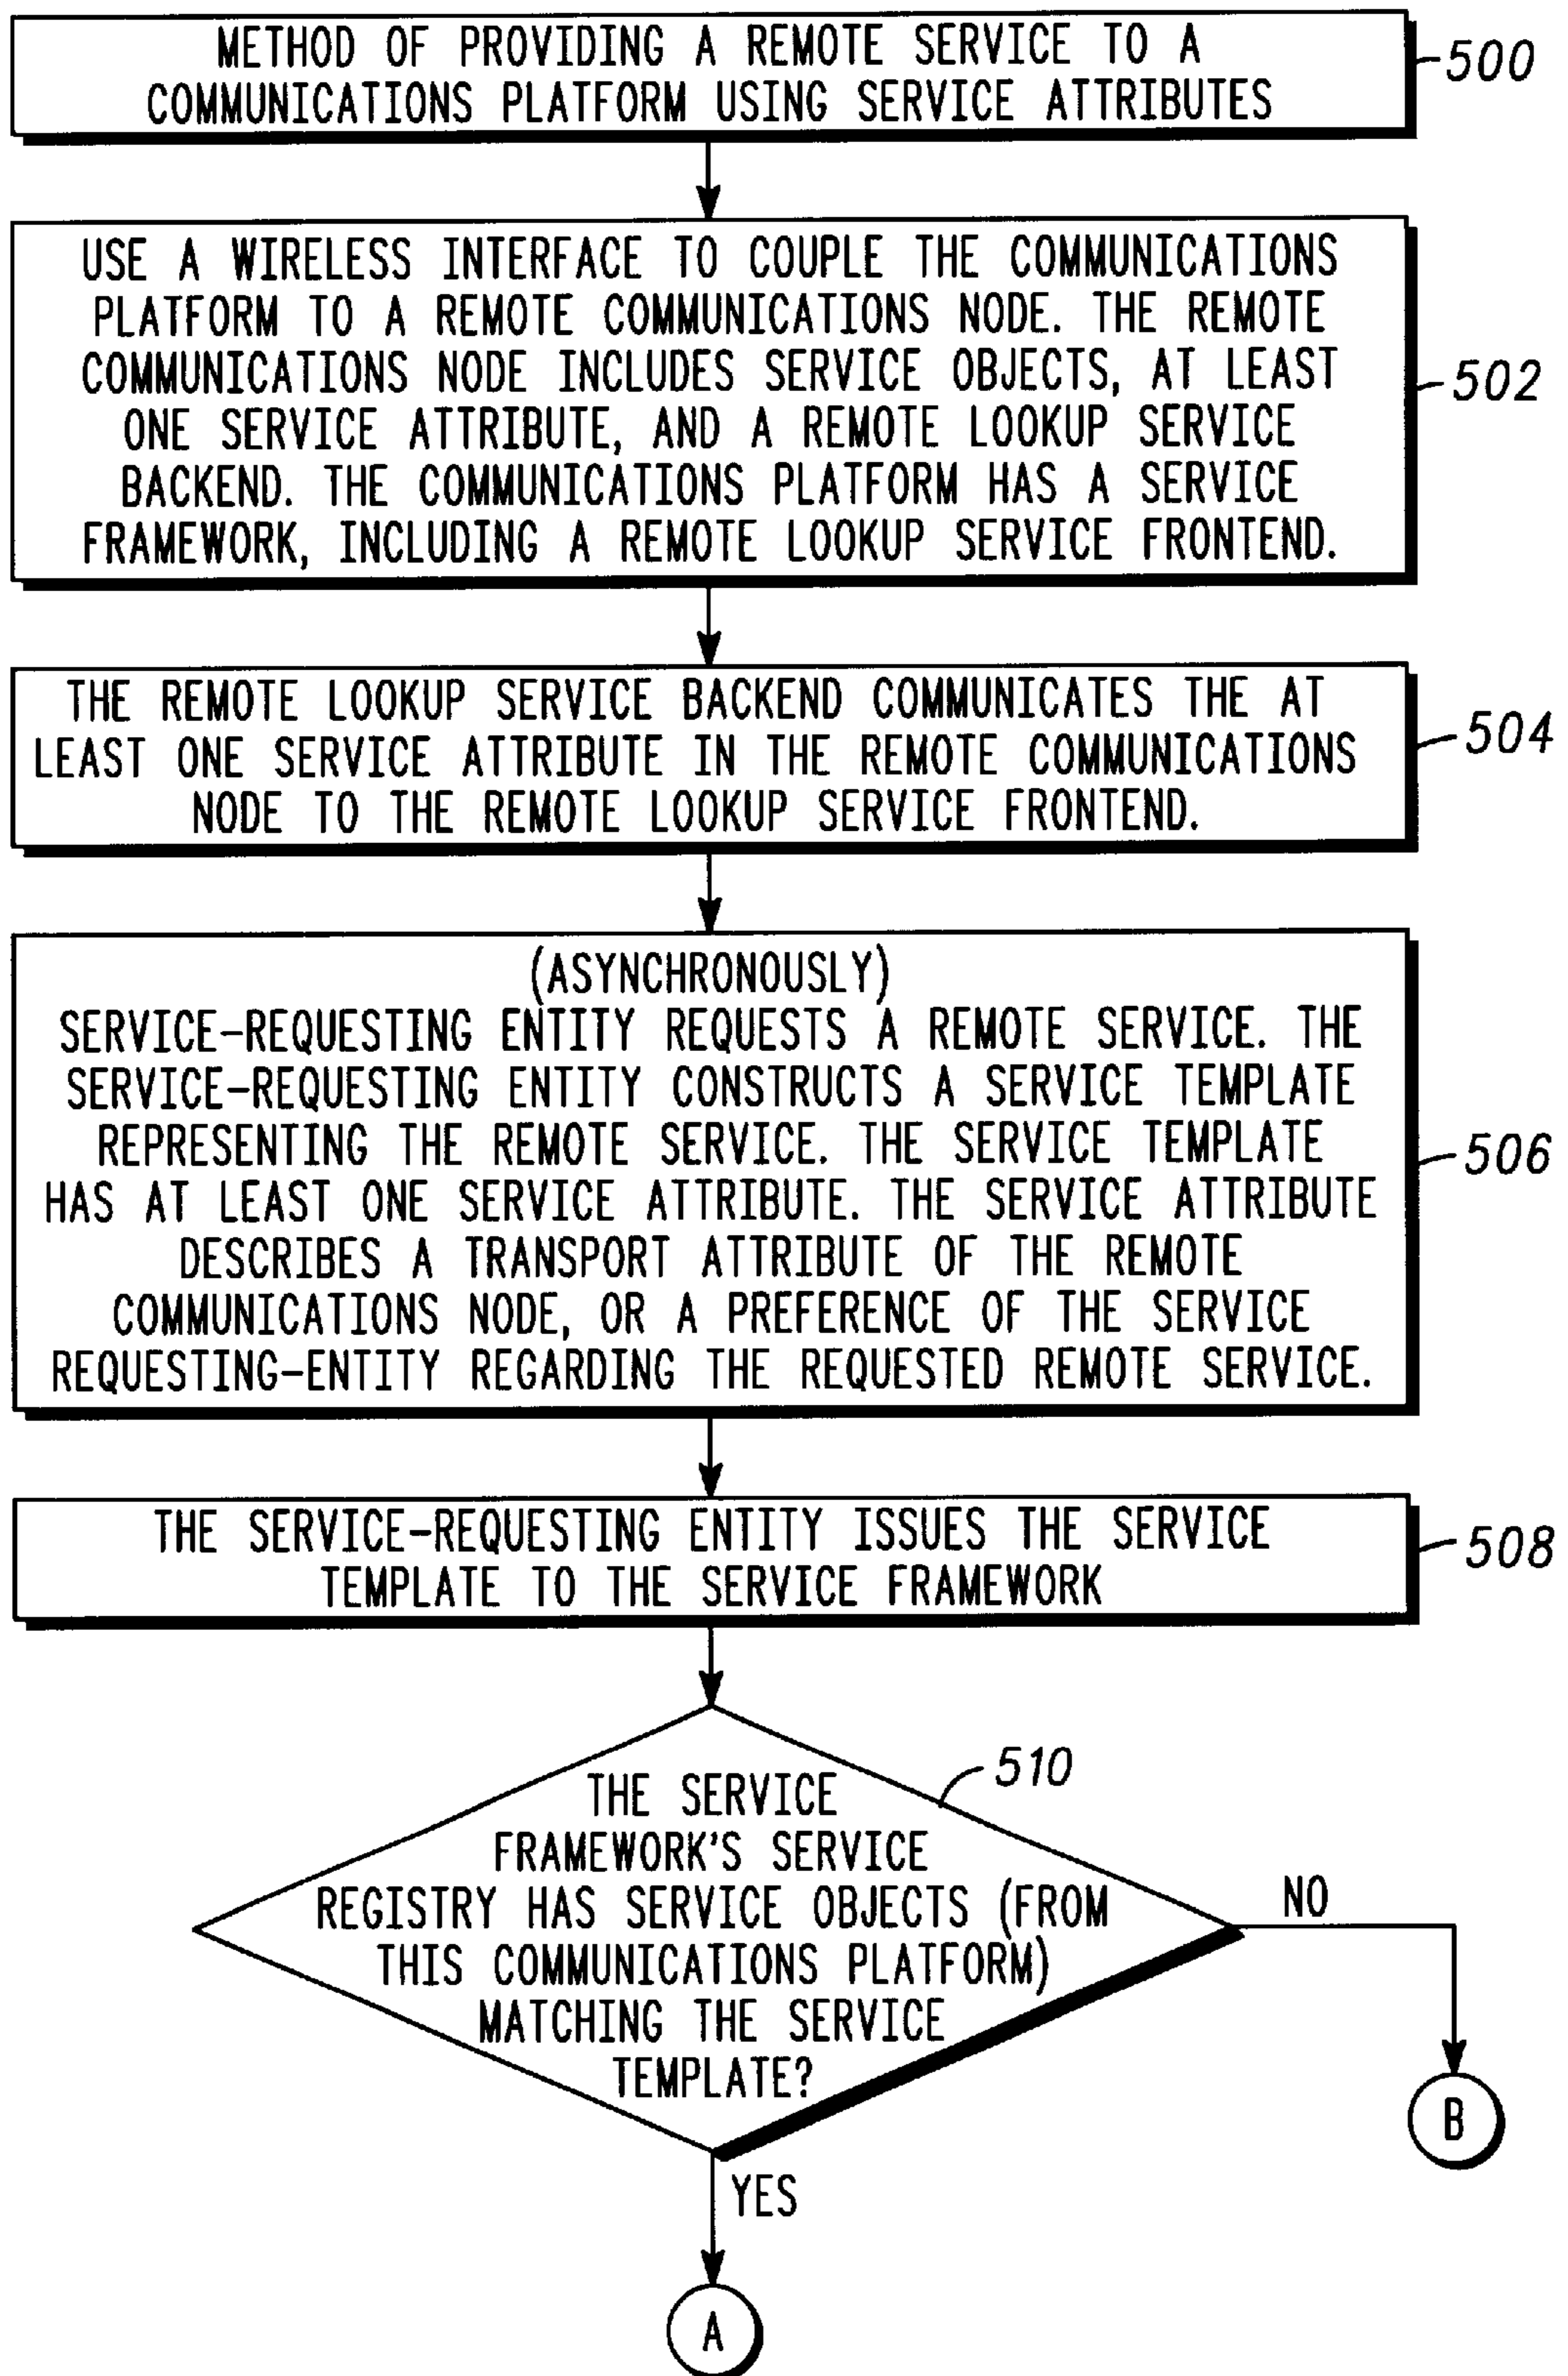 METHOD OF PROVIDING A REMOTE SERVICE TO A
COMMUNICATIONS PLATFORM USING SERVICE ATTRIBUTES
500
USE A WIRELESS INTERFACE TO COUPLE THE COMMUNICATIONS
PLATFORM TO A REMOTE COMMUNICATIONS NODE. THE REMOTE
COMMUNICATIONS NODE INCLUDES SERVICE OBJECTS, AT LEAST
ONE SERVICE ATTRIBUTE, AND A REMOTE LOOKUP SERVICE
BACKEND. THE COMMUNICATIONS PLATFORM HAS A SERVICE
FRAMEWORK, INCLUDING A REMOTE LOOKUP SERVICE FRONTEND.
502
THE REMOTE LOOKUP SERVICE BACKEND COMMUNICATES THE AT
LEAST ONE SERVICE ATTRIBUTE IN THE REMOTE COMMUNICATIONS
NODE TO THE REMOTE LOOKUP SERVICE FRONTEND.
504
(ASYNCHRONOUSLY)
SERVICE-REQUESTING ENTITY REQUESTS A REMOTE SERVICE. THE
SERVICE-REQUESTING ENTITY CONSTRUCTS A SERVICE TEMPLATE
REPRESENTING THE REMOTE SERVICE. THE SERVICE TEMPLATE
HAS AT LEAST ONE SERVICE ATTRIBUTE. THE SERVICE ATTRIBUTE
DESCRIBES A TRANSPORT ATTRIBUTE OF THE REMOTE
COMMUNICATIONS NODE, OR A PREFERENCE OF THE SERVICE
REQUESTING-ENTITY REGARDING THE REQUESTED REMOTE SERVICE.
506
THE SERVICE-REQUESTING ENTITY ISSUES THE SERVICE
TEMPLATE TO THE SERVICE FRAMEWORK
508
510
THE SERVICE
FRAMEWORK'S SERVICE
REGISTRY HAS SERVICE OBJECTS (FROM
THIS COMMUNICATIONS PLATFORM)
MATCHING THE SERVICE
TEMPLATE?
NO
B
YES
A